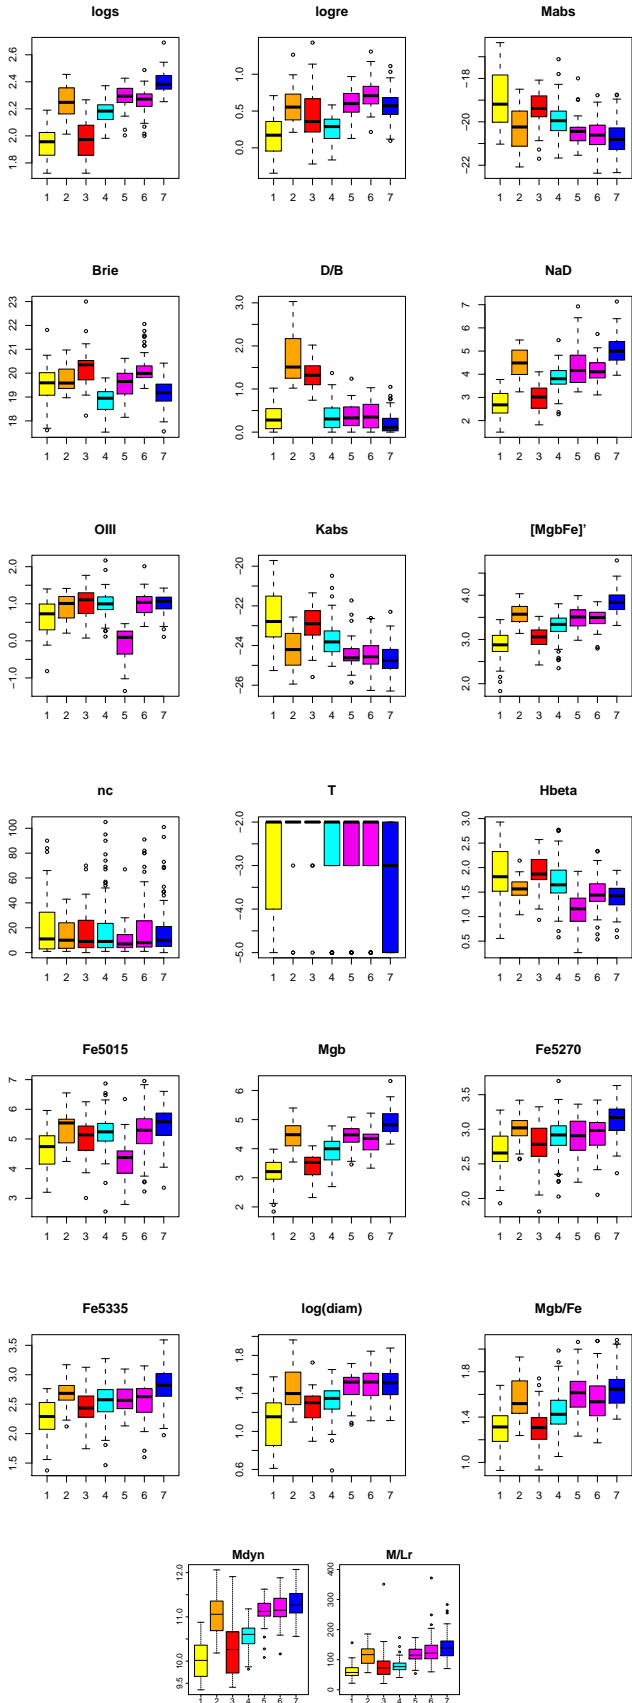 logs
1.8 2.0 2.2 2.4 2.6
1 2 3 4 5 6 7
logre
0.0 0.5 1.0
1 2 3 4 5 6 7
Mabs
−22 −20 −18
1 2 3 4 5 6 7
Brie
18 19 20 21 22 23
1 2 3 4 5 6 7
D/B
0.0 1.0 2.0 3.0
1 2 3 4 5 6 7
NaD
2 3 4 5 6 7
1 2 3 4 5 6 7
OIII
−1.0 0.0 1.0 2.0
1 2 3 4 5 6 7
Kabs
−26 −24 −22 −20
1 2 3 4 5 6 7
[MgbFe]'
2.0 3.0 4.0
1 2 3 4 5 6 7
nc
0 20 40 60 80 100
1 2 3 4 5 6 7
T
−5.0 −4.0 −3.0 −2.0
1 2 3 4 5 6 7
Hbeta
0.5 1.0 1.5 2.0 2.5 3.0
1 2 3 4 5 6 7
Fe5015
3 4 5 6 7
1 2 3 4 5 6 7
Mgb
2 3 4 5 6
1 2 3 4 5 6 7
Fe5270
2.0 2.5 3.0 3.5
1 2 3 4 5 6 7
Fe5335
1.5 2.0 2.5 3.0 3.5
1 2 3 4 5 6 7
log(diam)
0.6 1.0 1.4 1.8
1 2 3 4 5 6 7
Mgb/Fe
1.0 1.4 1.8
1 2 3 4 5 6 7
Mdyn
9.5 10.0 11.0 12.0
1 2 3 4 5 6 7
M/Lr
0 100 200 300 400
1 2 3 4 5 6 7